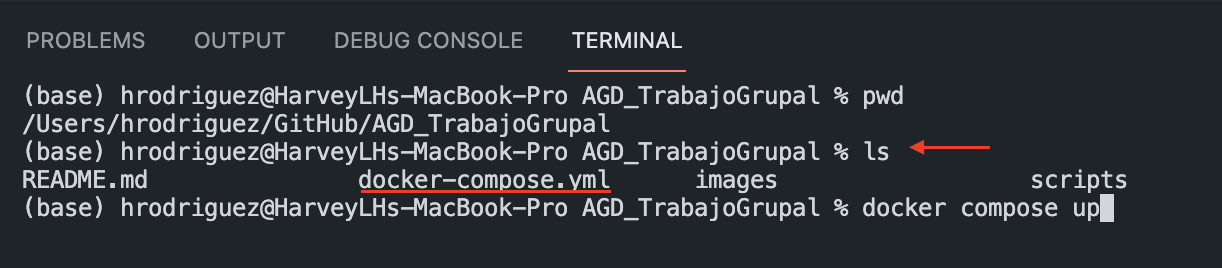 PROBLEMS OUTPUT DEBUG CONSOLE TERMINAL
(base) hrodriguez@HarveyLHs-MacBook-Pro AGD_TrabajoGrupal % pwd
/Users/hrodriguez/GitHub/AGD_TrabajoGrupal
(base) hrodriguez@HarveyLHs-MacBook-Pro AGD_TrabajoGrupal % ls
README.md docker-compose.yml images scripts
(base) hrodriguez@HarveyLHs-MacBook-Pro AGD_TrabajoGrupal % docker compose up